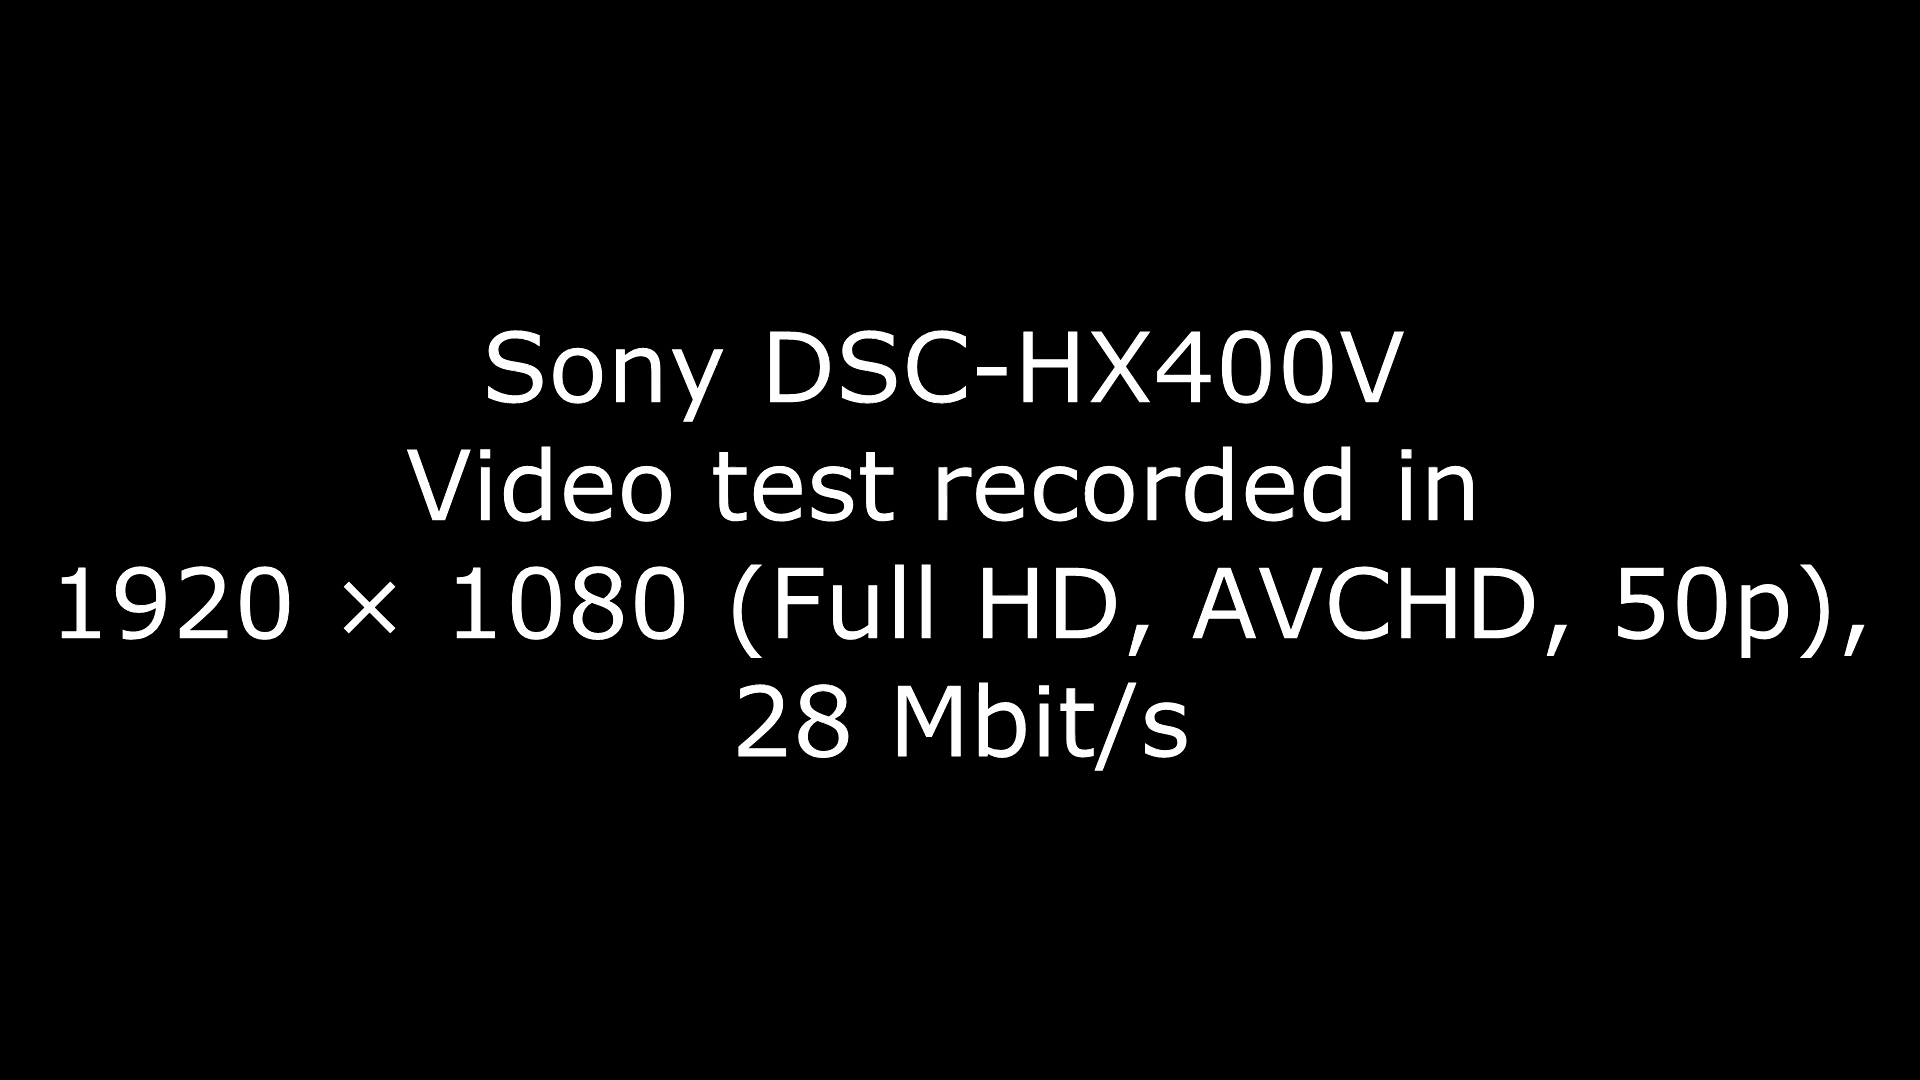 Sony DSC-HX400V
Video test recorded in
1920 × 1080 (Full HD, AVCHD, 50p),
28 Mbit/s